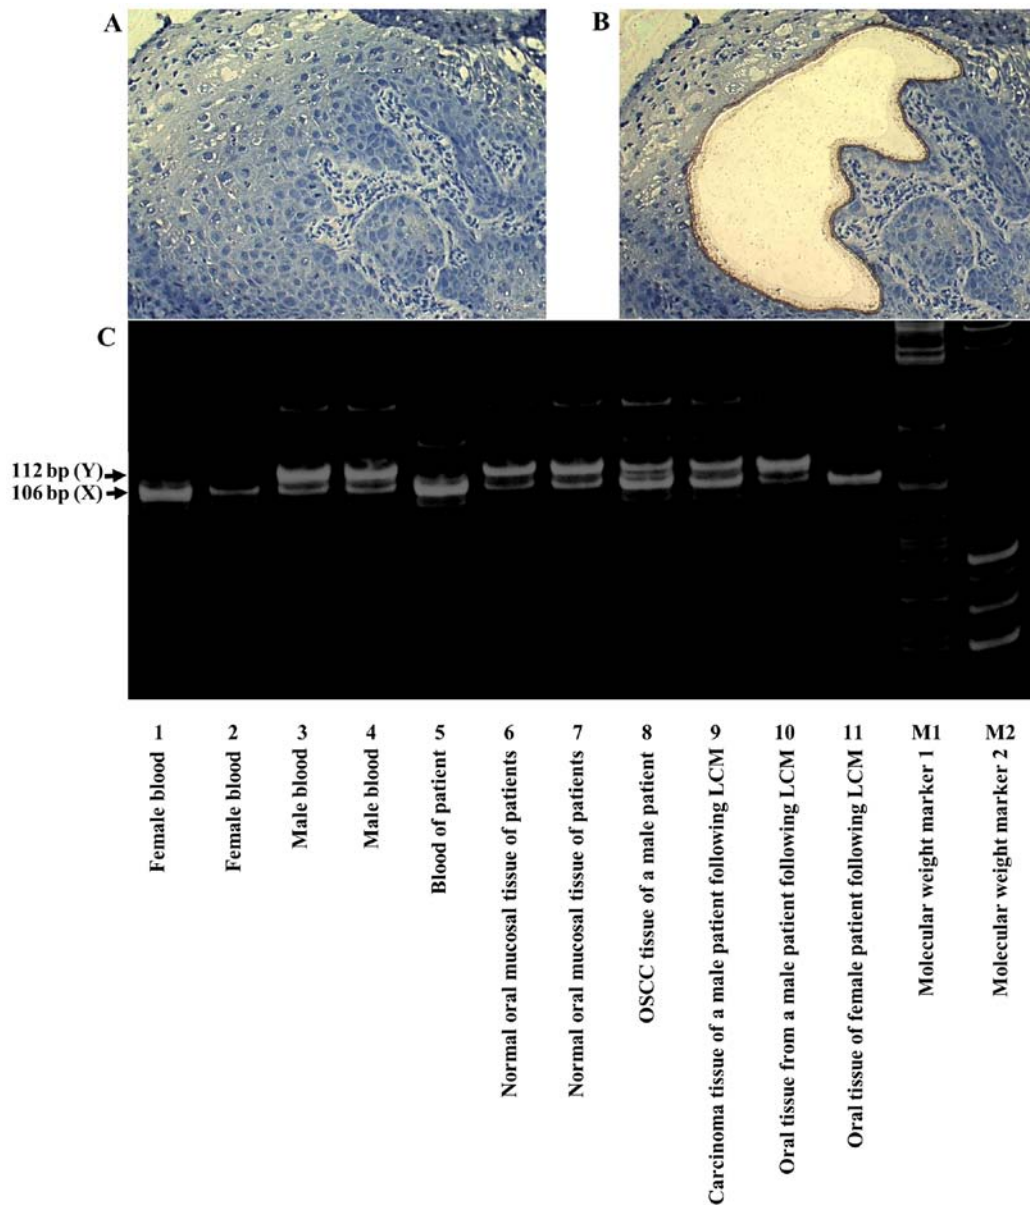 A
B
C
112 bp (Y)
106 bp (X)
1
2
3
4
5
6
7
8
9
10
11
M1
M2
Female blood
Female blood
Male blood
Male blood
Blood of patient
Normal oral mucosal tissue of patients
Normal oral mucosal tissue of patients
OSCC tissue of a male patient
Carcinoma tissue of a male patient following LCM
Oral tissue from a male patient following LCM
Oral tissue of female patient following LCM
Molecular weight marker 1
Molecular weight marker 2